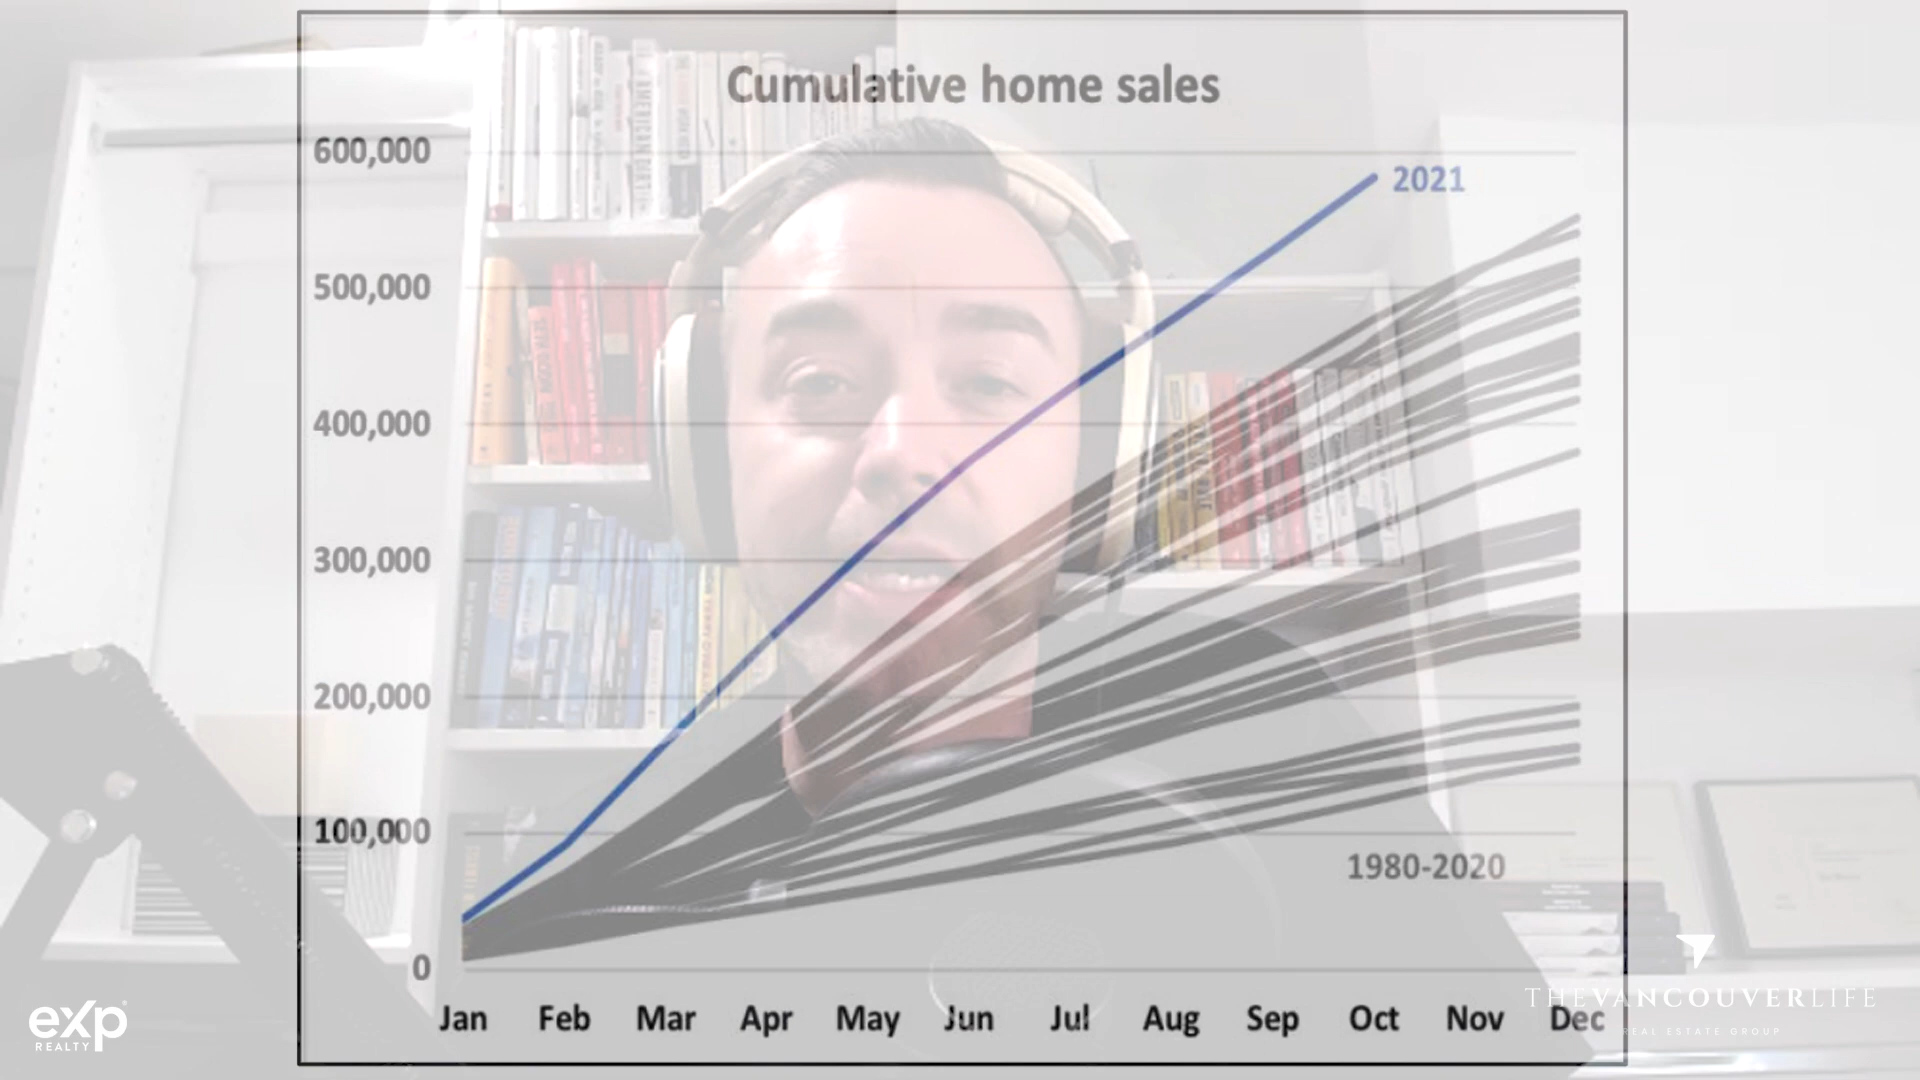 Cumulative home sales
600,000
2021
500,000
400,000
300,000
200,000
100,000
1980-2020
0
Jan Feb Mar Apr May Jun Jul Aug Sep Oct Nov Dec
exp
REALTY
THEVANCOUVERLIFE
REAL ESTATE GROUP